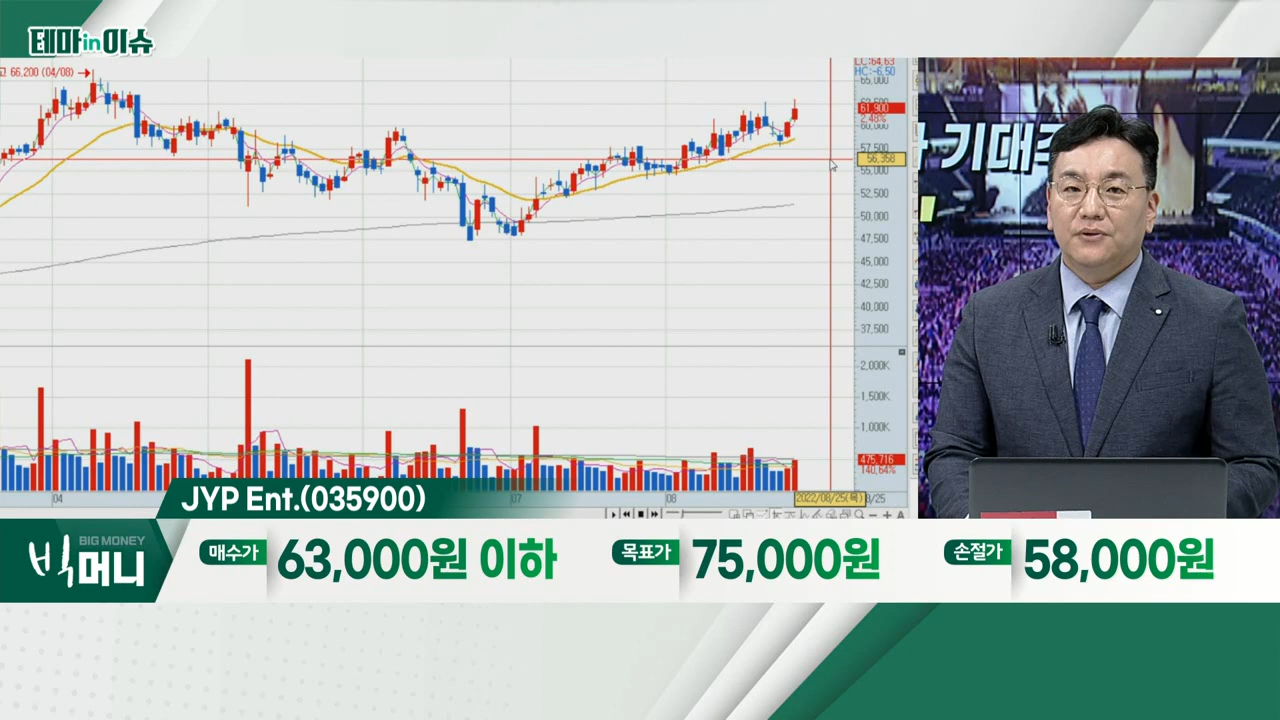 테마in이슈
고 66,200 (04/08)
LC:64.63
HC:-6.50
65,000
61,900
2.48%
60,000
57,500
56,358
55,000
52,500
50,000
47,500
45,000
42,500
40,000
37,500
2,000K
1,500K
1,000K
475,716
140.64%
04
07
08
2022/08/25(목)
8/25
기대주
JYP Ent.(035900)
BIG MONEY
빅머니
매수가 63,000원 이하
목표가 75,000원
손절가 58,000원